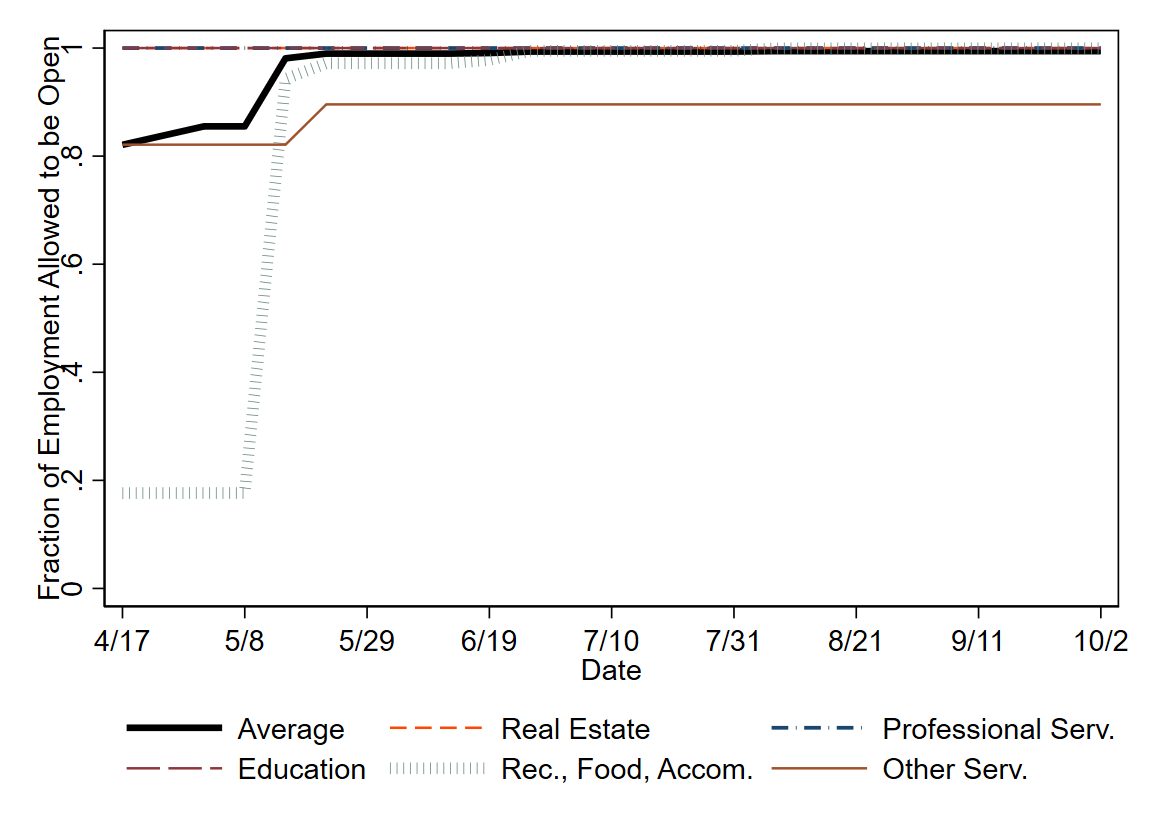 Fraction of Employment Allowed to be Open
1
.8
.6
.4
.2
0
4/17 5/8 5/29 6/19 7/10 7/31 8/21 9/11 10/2
Date
Average Real Estate Professional Serv.
Education Rec., Food, Accom. Other Serv.